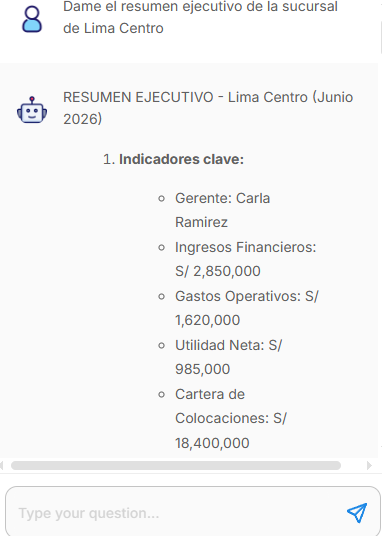 Dame el resumen ejecutivo de la sucursal
de Lima Centro
RESUMEN EJECUTIVO - Lima Centro (Junio
2026)
1. Indicadores clave:
○ Gerente: Carla
Ramirez
○ Ingresos Financieros:
S/ 2,850,000
○ Gastos Operativos: S/
1,620,000
○ Utilidad Neta: S/
985,000
○ Cartera de
Colocaciones: S/
18,400,000
Type your question...